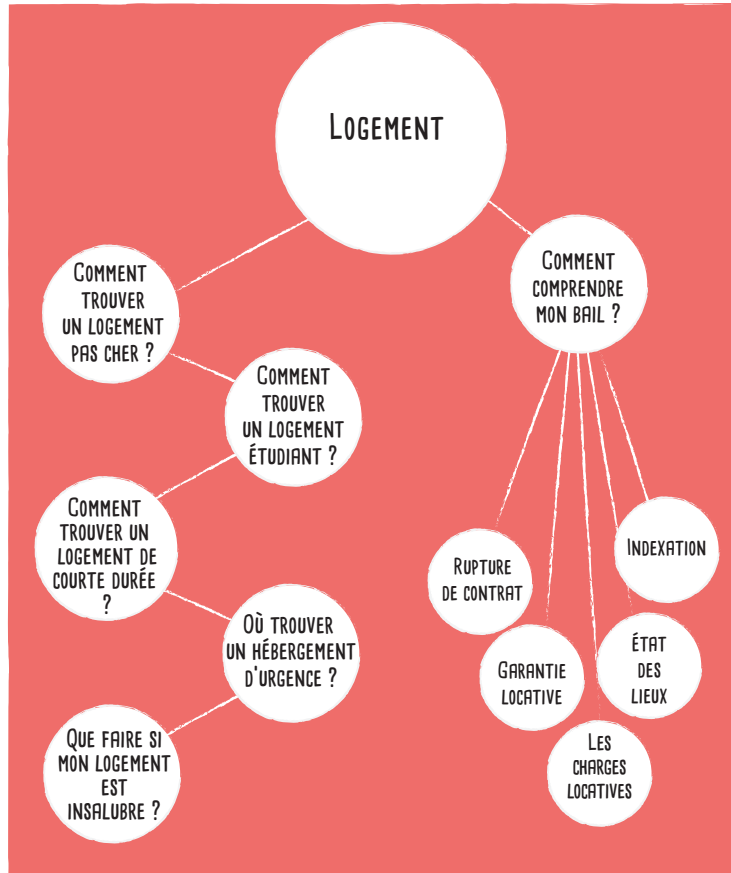 LOGEMENT
COMMENT
TROUVER
UN LOGEMENT
PAS CHER ?
COMMENT
TROUVER
UN LOGEMENT
ÉTUDIANT ?
COMMENT
TROUVER UN
LOGEMENT DE
COURTE DURÉE
?
OÙ TROUVER
UN HÉBERGEMENT
D'URGENCE ?
QUE FAIRE SI
MON LOGEMENT
EST
INSALUBRE ?
COMMENT
COMPRENDRE
MON BAIL ?
RUPTURE
DE CONTRAT
GARANTIE
LOCATIVE
LES
CHARGES
LOCATIVES
ÉTAT
DES
LIEUX
INDEXATION